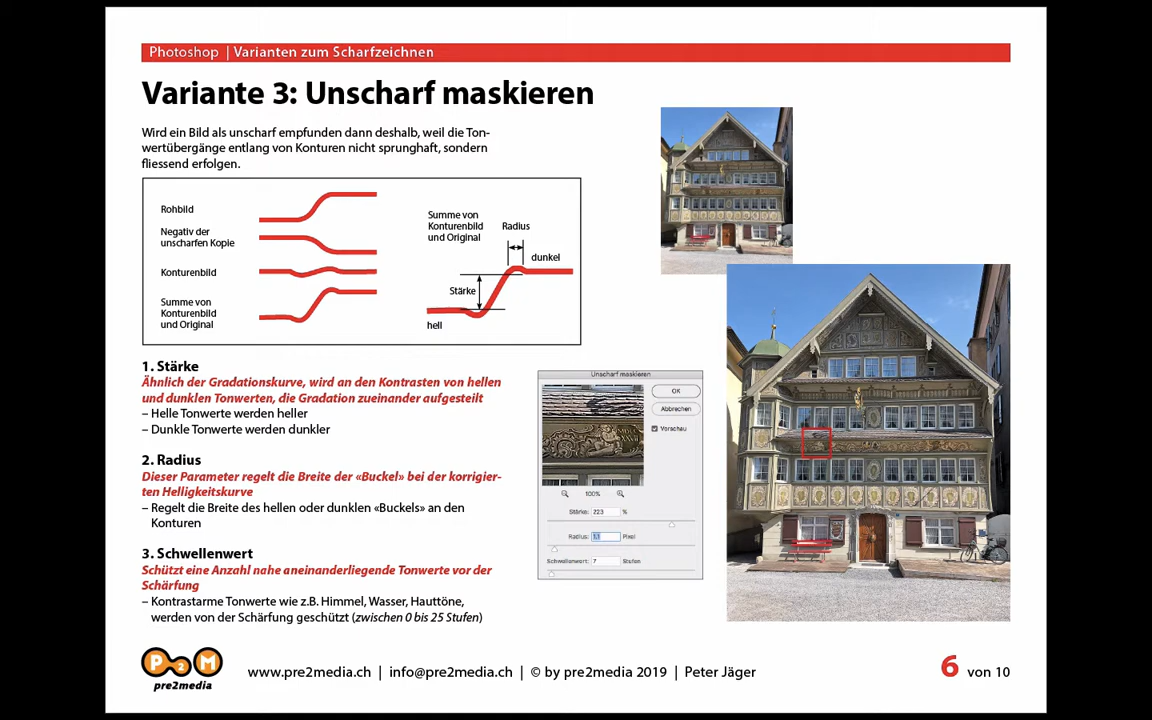 Photoshop | Varianten zum Scharfzeichnen
Variante 3: Unscharf maskieren
Wird ein Bild als unscharf empfunden dann deshalb, weil die Ton-
wertübergänge entlang von Konturen nicht sprunghaft, sondern
fliessend erfolgen.
Rohbild
Negativ der
unscharfen Kopie
Konturenbild
Summe von
Konturenbild
und Original
Summe von
Konturenbild
und Original
Radius
dunkel
Stärke
hell
1. Stärke
Ähnlich der Gradationskurve, wird an den Kontrasten von hellen
und dunklen Tonwerten, die Gradation zueinander aufgesteilt
– Helle Tonwerte werden heller
– Dunkle Tonwerte werden dunkler
2. Radius
Dieser Parameter regelt die Breite der «Buckel» bei der korrigier-
ten Helligkeitskurve
– Regelt die Breite des hellen oder dunklen «Buckels» an den
Konturen
3. Schwellenwert
Schützt eine Anzahl nahe aneinanderliegende Tonwerte vor der
Schärfung
– Kontrastarme Tonwerte wie z.B. Himmel, Wasser, Hauttöne,
werden von der Schärfung geschützt (zwischen 0 bis 25 Stufen)
Unscharf maskieren
OK
Abbrechen
Vorschau
100%
Stärke: 223 %
Radius: 1,1 Pixel
Schwellenwert: 7 Stufen
P2M
pre2media
www.pre2media.ch | info@pre2media.ch | © by pre2media 2019 | Peter Jäger
6 von 10